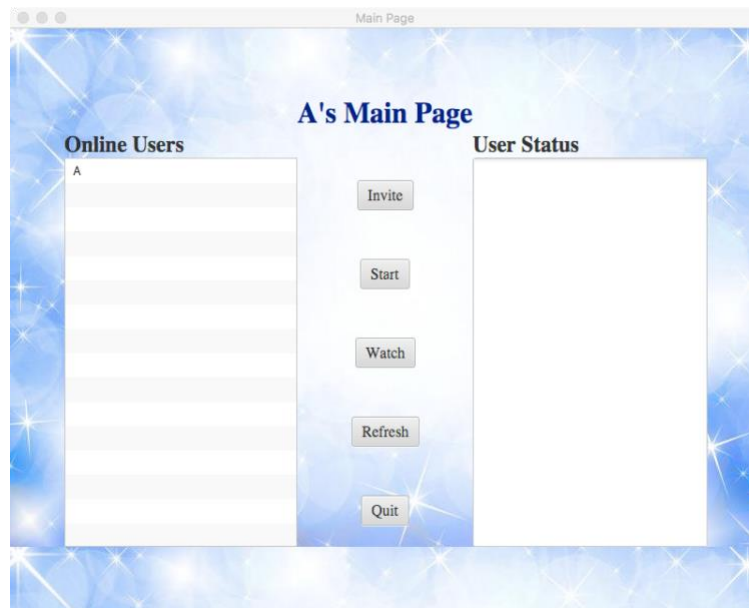 Main Page
A's Main Page
Online Users
User Status
A
Invite
Start
Watch
Refresh
Quit